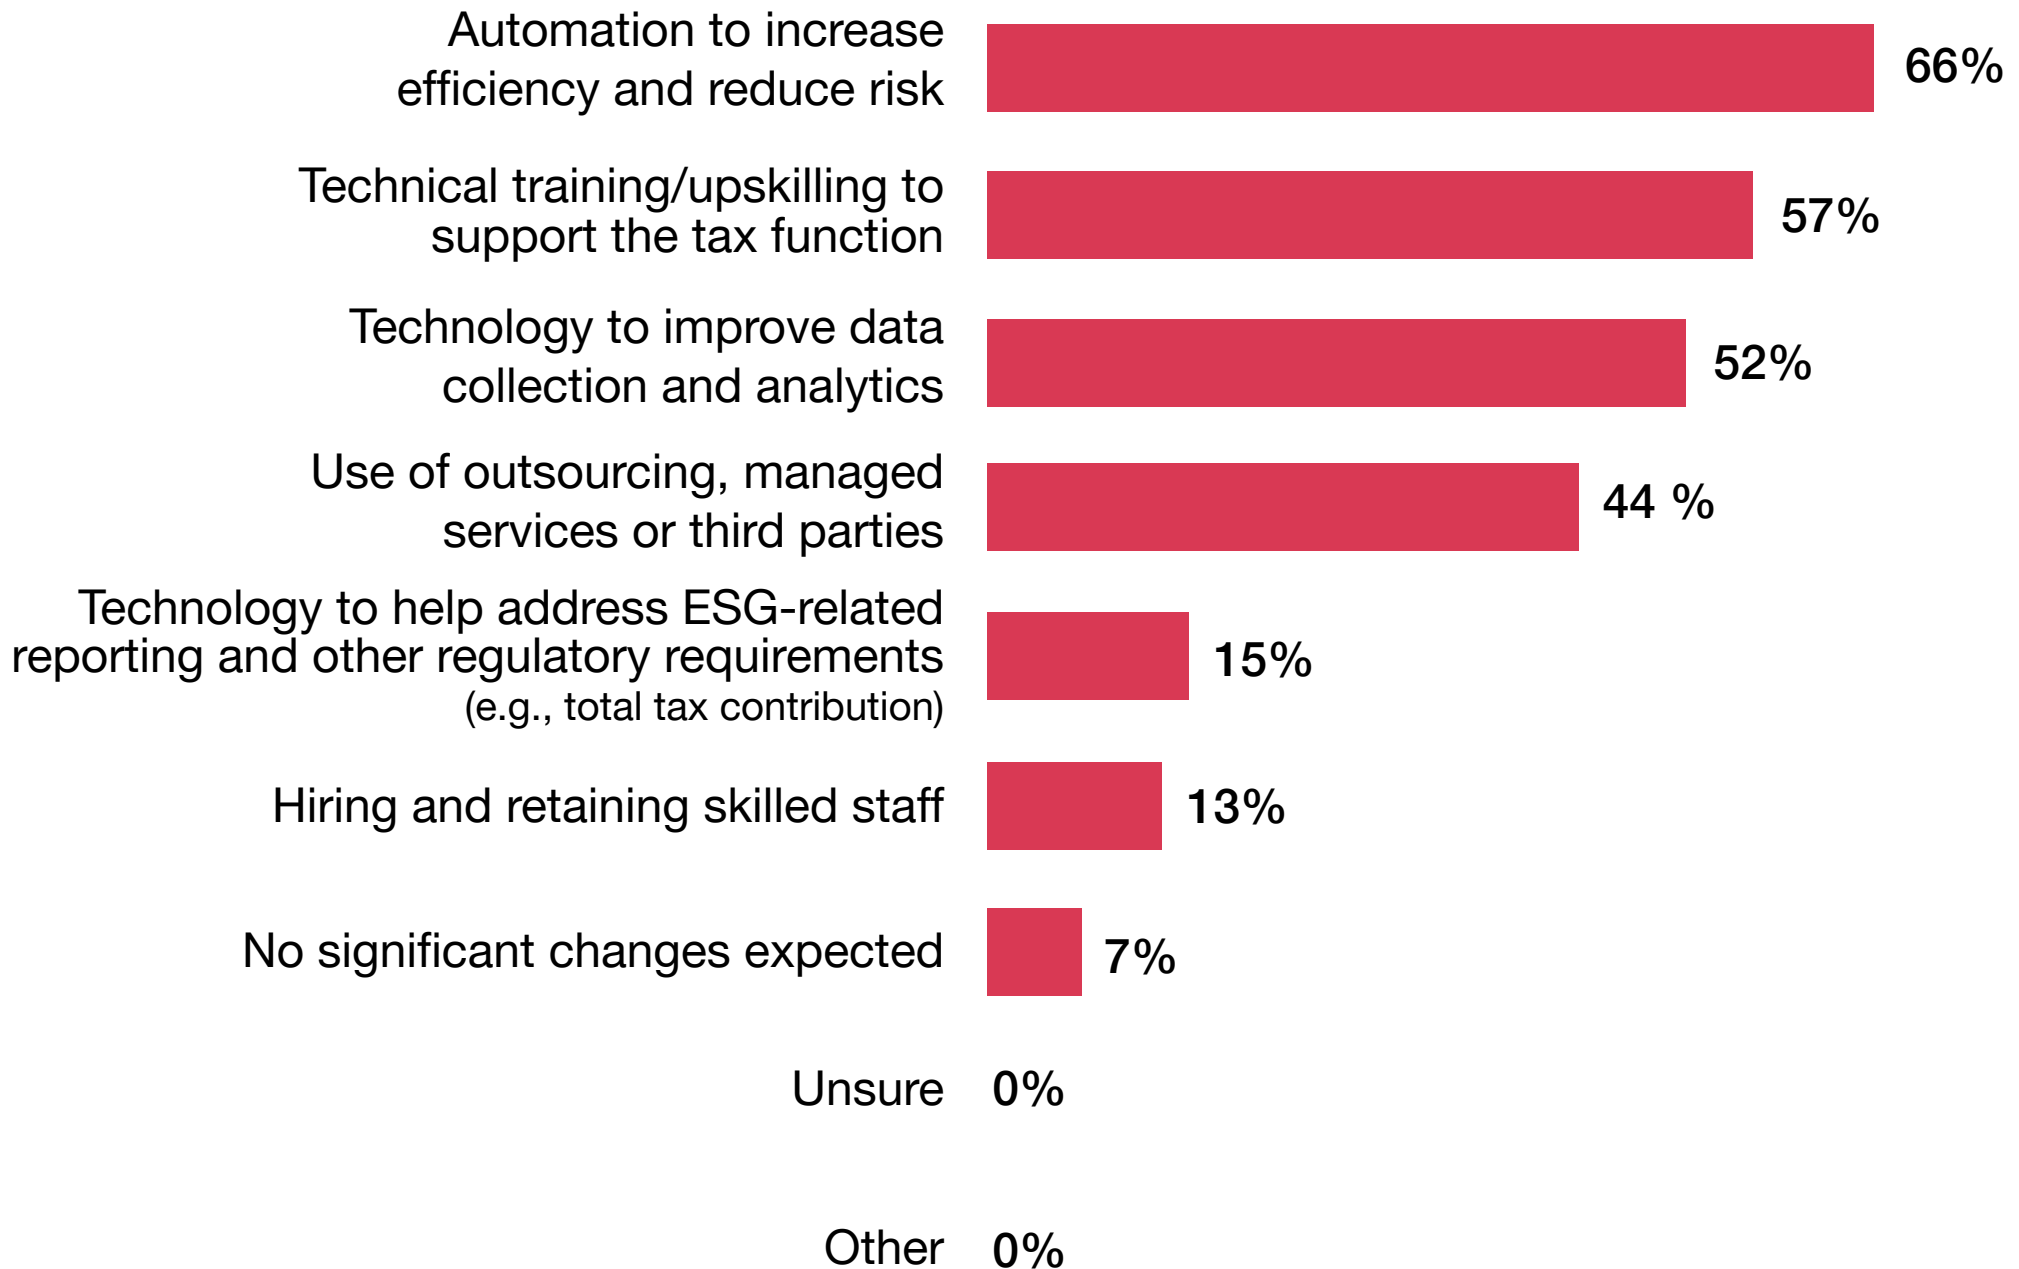 Automation to increase
efficiency and reduce risk
66%
Technical training/upskilling to
support the tax function
57%
Technology to improve data
collection and analytics
52%
Use of outsourcing, managed
services or third parties
44 %
Technology to help address ESG-related
reporting and other regulatory requirements
(e.g., total tax contribution)
15%
Hiring and retaining skilled staff
13%
No significant changes expected
7%
Unsure
0%
Other
0%